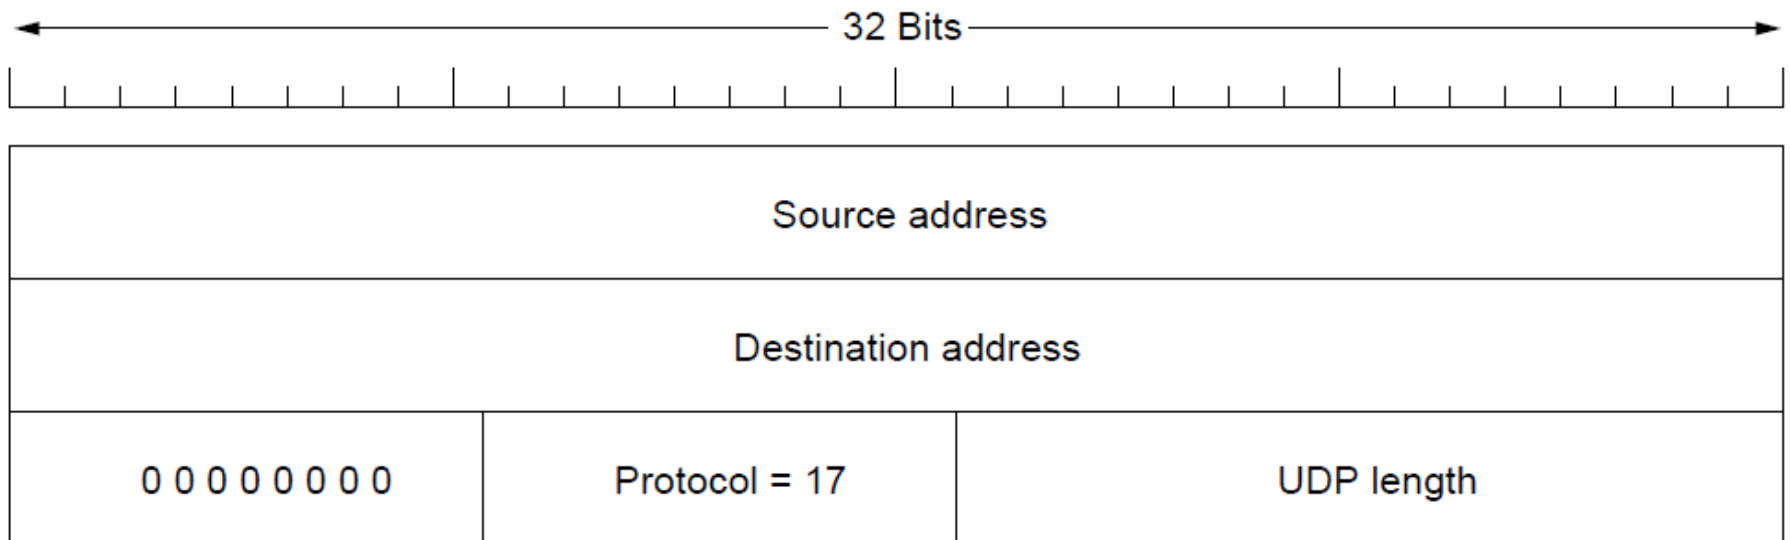 32 Bits
Source address
Destination address
0 0 0 0 0 0 0 0 Protocol = 17 UDP length